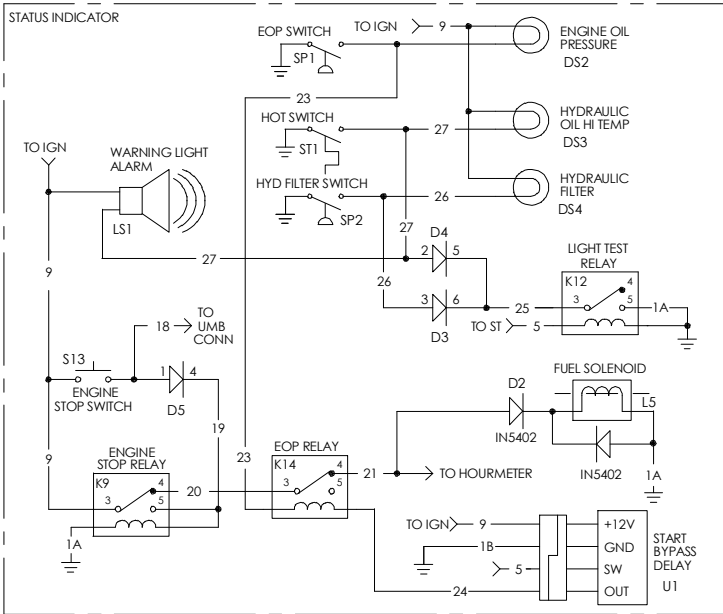 STATUS INDICATOR
EOP SWITCH
SP1
TO IGN
9
ENGINE OIL
PRESSURE
DS2
23
HOT SWITCH
ST1
27
HYDRAULIC
OIL HI TEMP
DS3
TO IGN
WARNING LIGHT
ALARM
LS1
HYD FILTER SWITCH
SP2
26
HYDRAULIC
FILTER
DS4
27
9
27
26
D4
2
5
3
6
D3
25
LIGHT TEST
RELAY
K12
3
4
5
1A
TO ST
5
18
TO
UMB
CONN
S13
ENGINE
STOP SWITCH
1
4
D5
19
FUEL SOLENOID
D2
IN5402
L5
IN5402
1A
9
ENGINE
STOP RELAY
K9
3
4
5
20
1A
23
EOP RELAY
K14
3
4
5
21
TO HOURMETER
TO IGN
9
1B
5
24
+12V
GND
SW
OUT
START
BYPASS
DELAY
U1